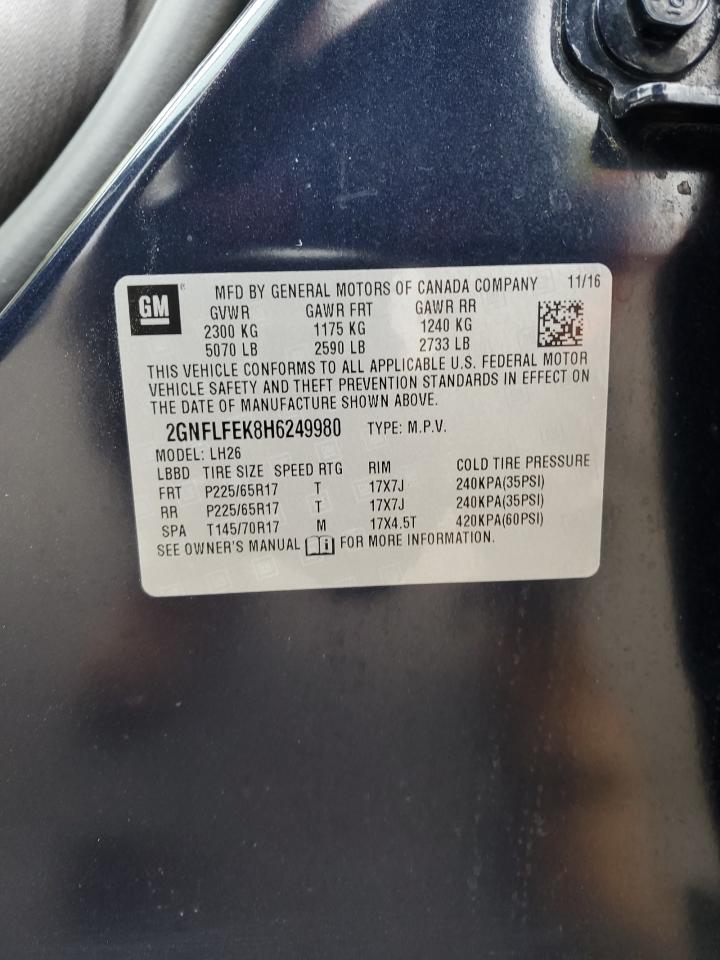 GM
MFD BY GENERAL MOTORS OF CANADA COMPANY 11/16
GVWR GAWR FRT GAWR RR
2300 KG 1175 KG 1240 KG
5070 LB 2590 LB 2733 LB
THIS VEHICLE CONFORMS TO ALL APPLICABLE U.S. FEDERAL MOTOR
VEHICLE SAFETY AND THEFT PREVENTION STANDARDS IN EFFECT ON
THE DATE OF MANUFACTURE SHOWN ABOVE.
2GNFLFEK8H6249980 TYPE: M.P.V.
MODEL: LH26
LBBD TIRE SIZE SPEED RTG RIM COLD TIRE PRESSURE
FRT P225/65R17 T 17X7J 240KPA(35PSI)
RR P225/65R17 T 17X7J 240KPA(35PSI)
SPA T145/70R17 M 17X4.5T 420KPA(60PSI)
SEE OWNER'S MANUAL FOR MORE INFORMATION.